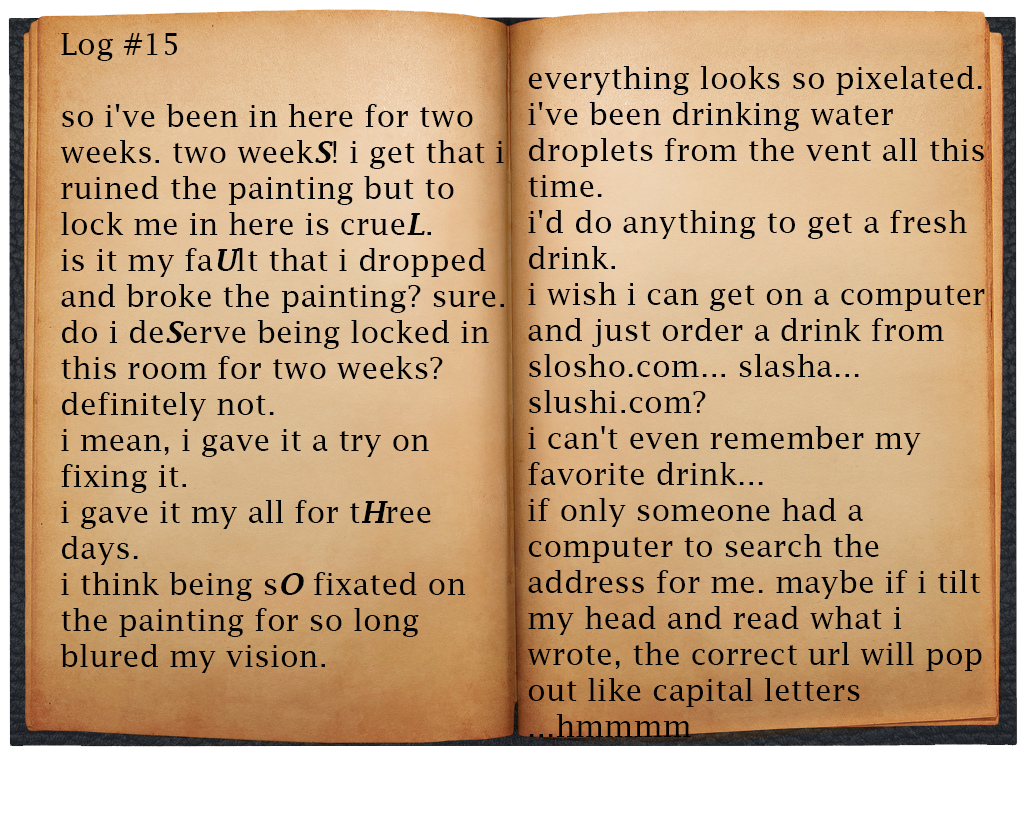 Log #15
so i've been in here for two
weeks. two weekS! i get that i
ruined the painting but to
lock me in here is crueL.
is it my faUlt that i dropped
and broke the painting? sure.
do i deServe being locked in
this room for two weeks?
definitely not.
i mean, i gave it a try on
fixing it.
i gave it my all for tHree
days.
i think being sO fixated on
the painting for so long
blured my vision.
everything looks so pixelated.
i've been drinking water
droplets from the vent all this
time.
i'd do anything to get a fresh
drink.
i wish i can get on a computer
and just order a drink from
slosho.com... slasha...
slushi.com?
i can't even remember my
favorite drink...
if only someone had a
computer to search the
address for me. maybe if i tilt
my head and read what i
wrote, the correct url will pop
out like capital letters
...hmmmm